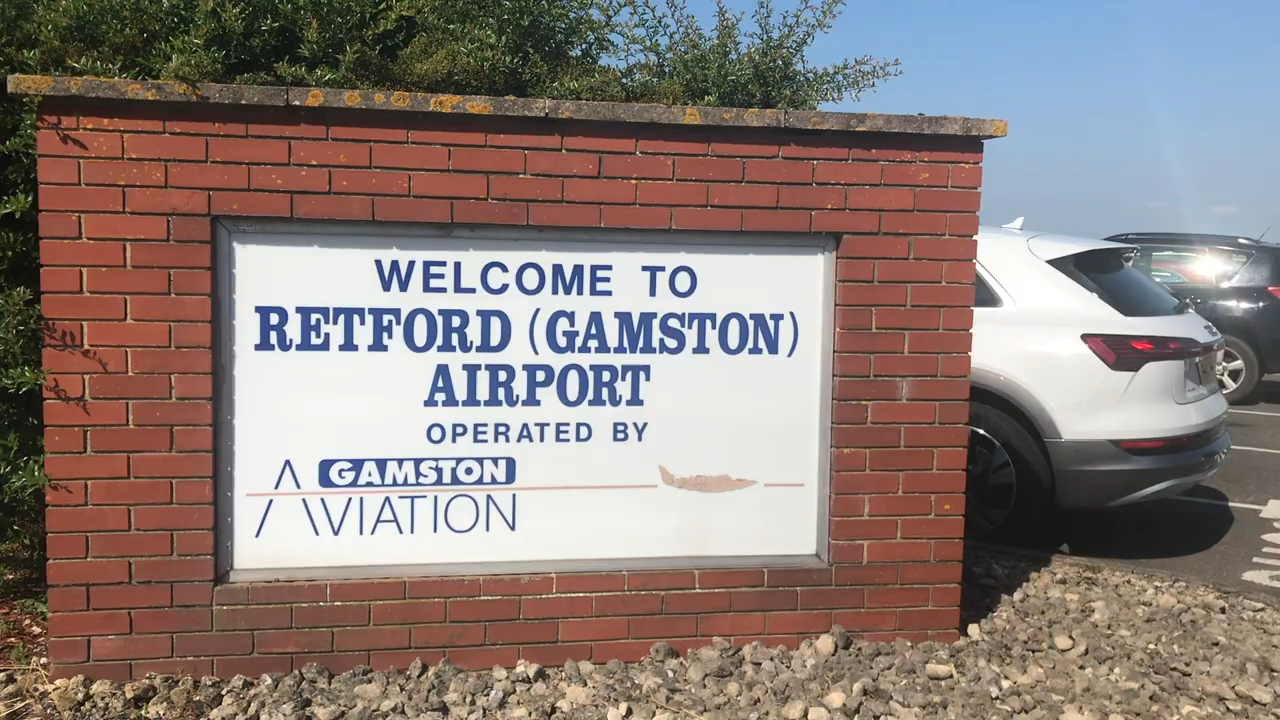 WELCOME TO
RETFORD (GAMSTON)
AIRPORT
OPERATED BY
GAMSTON
AVIATION